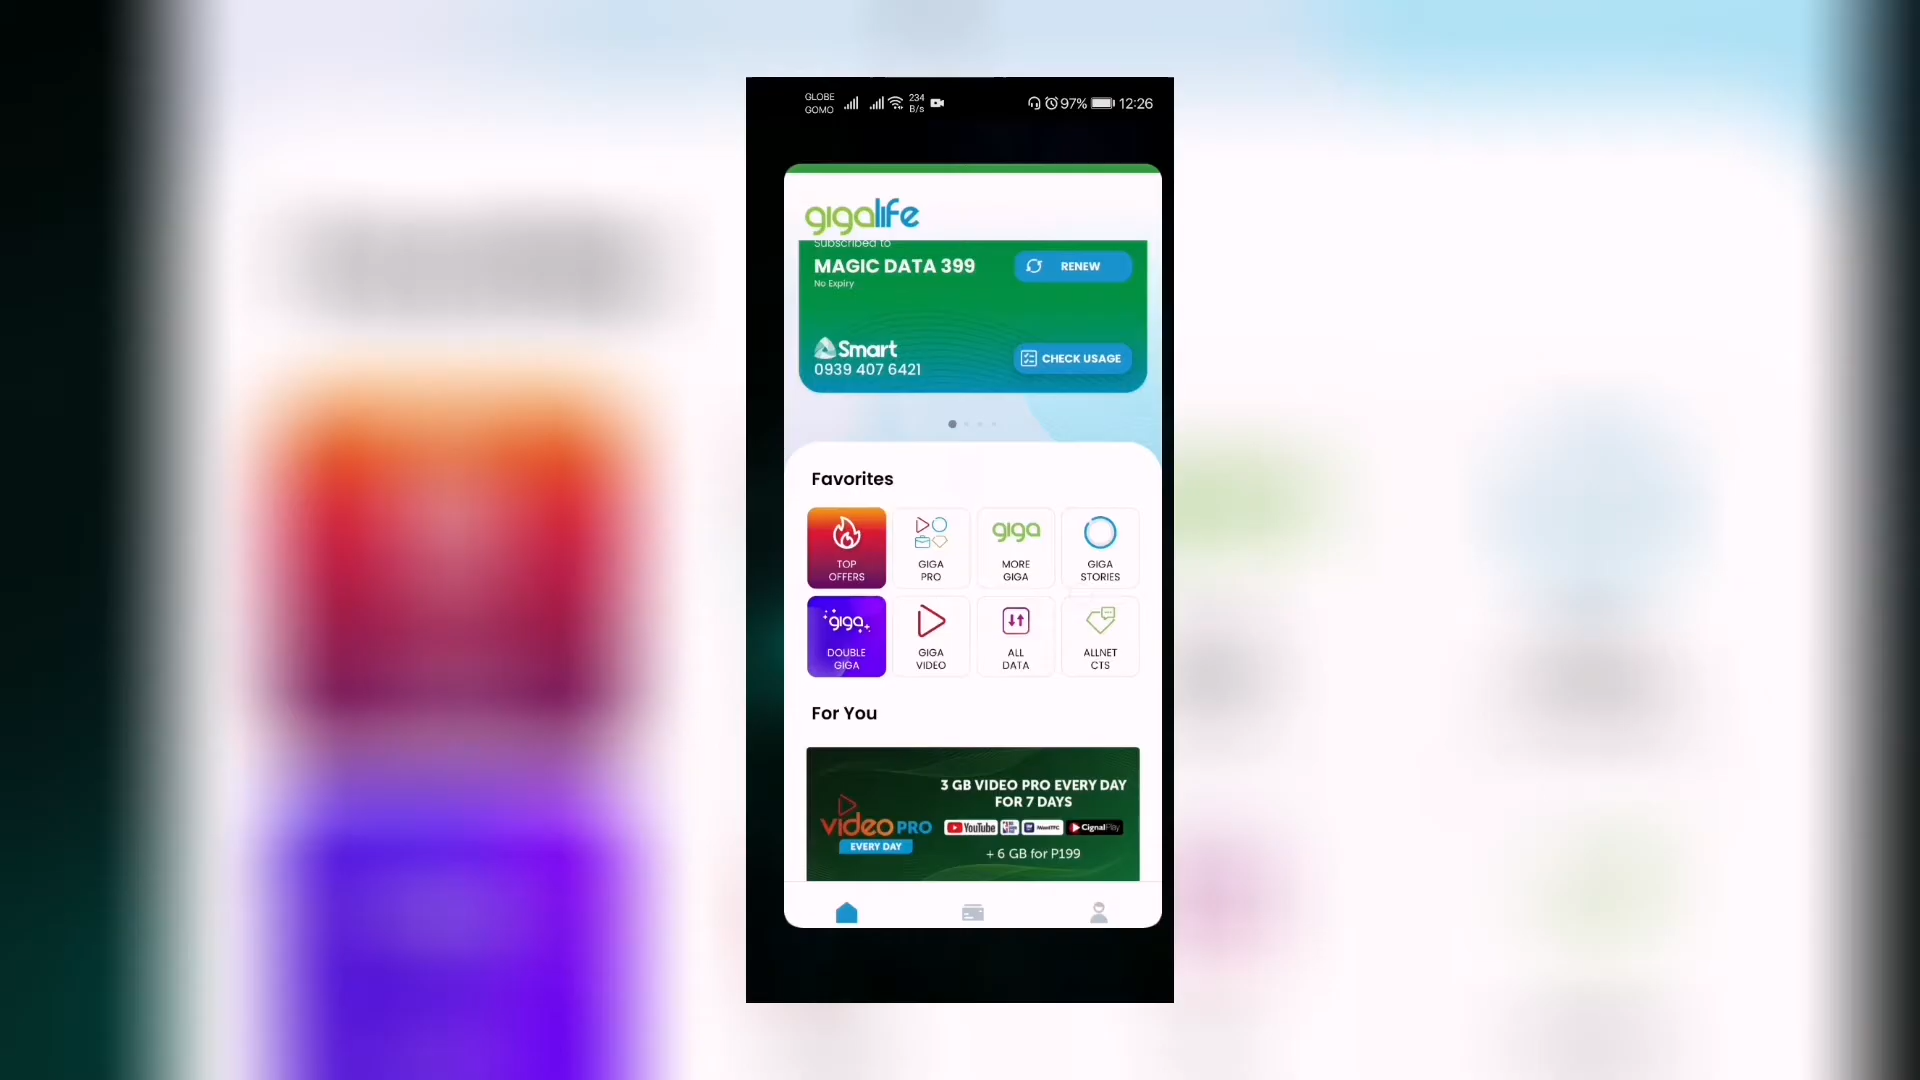 GLOBE
GOMO
234
B/s
97%
12:26
gigalife
Subscribed to
MAGIC DATA 399
RENEW
No Expiry
Smart
0939 407 6421
CHECK USAGE
Favorites
TOP
OFFERS
GIGA
PRO
giga
MORE
GIGA
GIGA
STORIES
giga
DOUBLE
GIGA
GIGA
VIDEO
ALL
DATA
ALLNET
CTS
For You
3 GB VIDEO PRO EVERY DAY
FOR 7 DAYS
video PRO
EVERY DAY
YouTube
iWantTFC
CignalPlay
+ 6 GB for P199